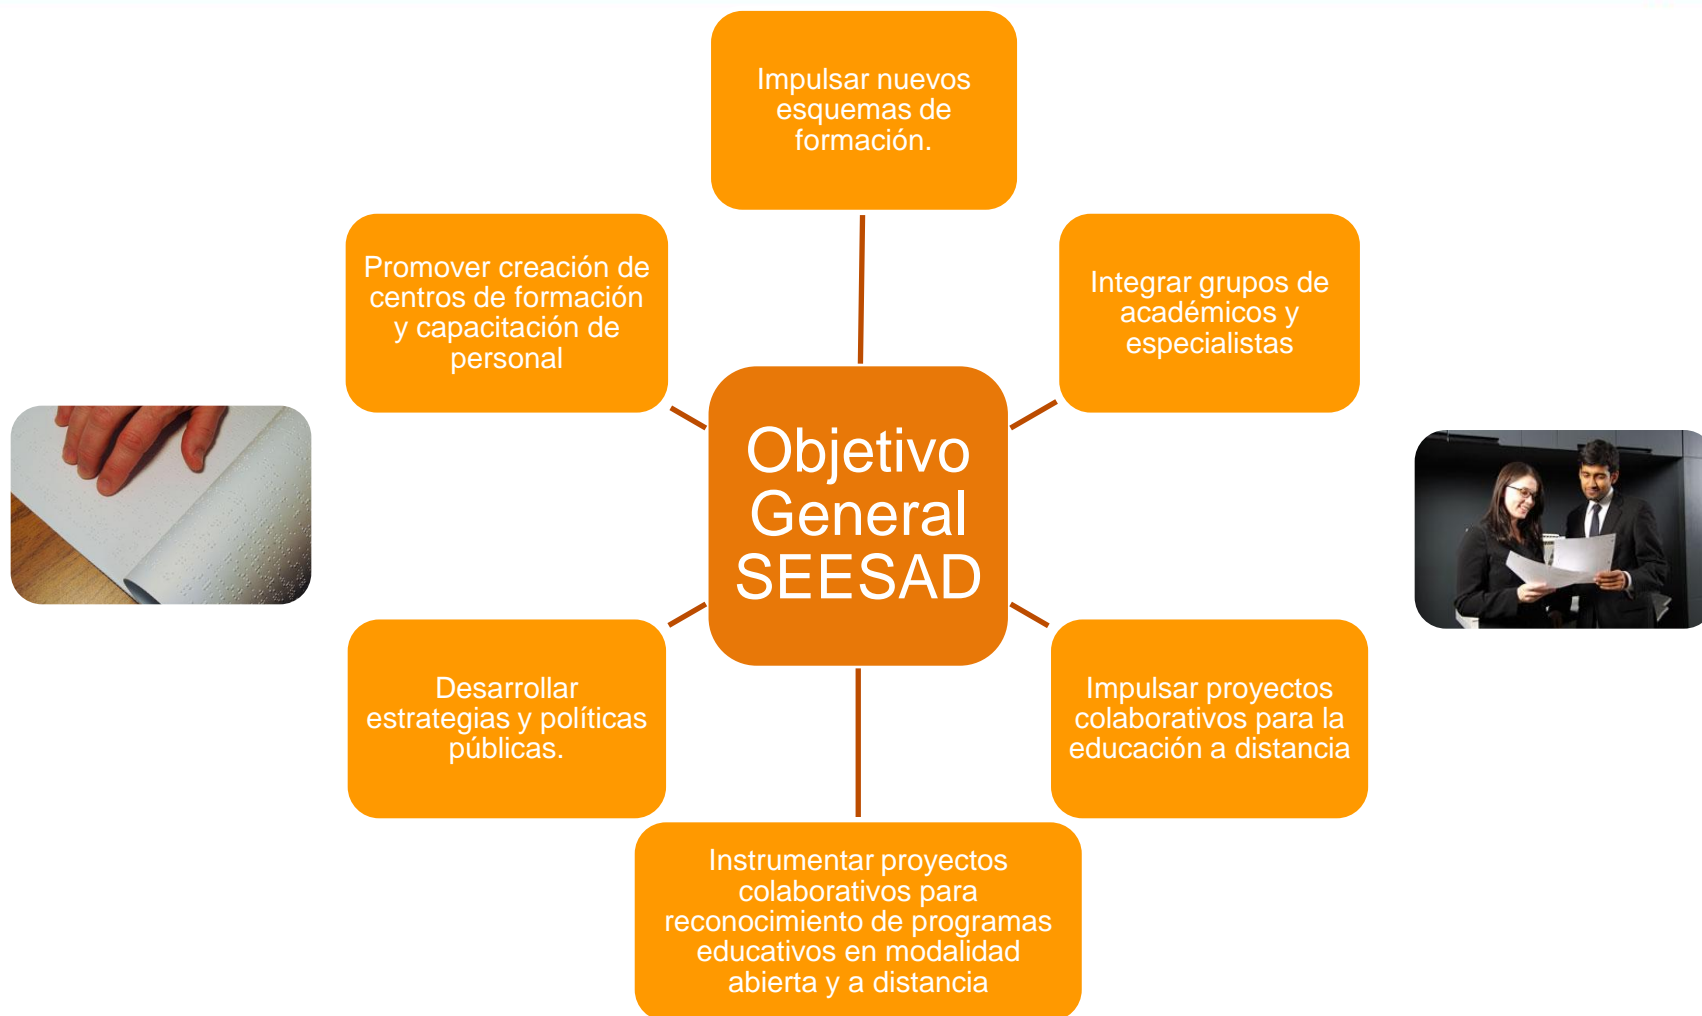 Impulsar nuevos
esquemas de
formación.
Promover creación de
centros de formación
y capacitación de
personal
Integrar grupos de
académicos y
especialistas
Objetivo
General
SEESAD
Desarrollar
estrategias y políticas
públicas.
Impulsar proyectos
colaborativos para la
educación a distancia
Instrumentar proyectos
colaborativos para
reconocimiento de programas
educativos en modalidad
abierta y a distancia